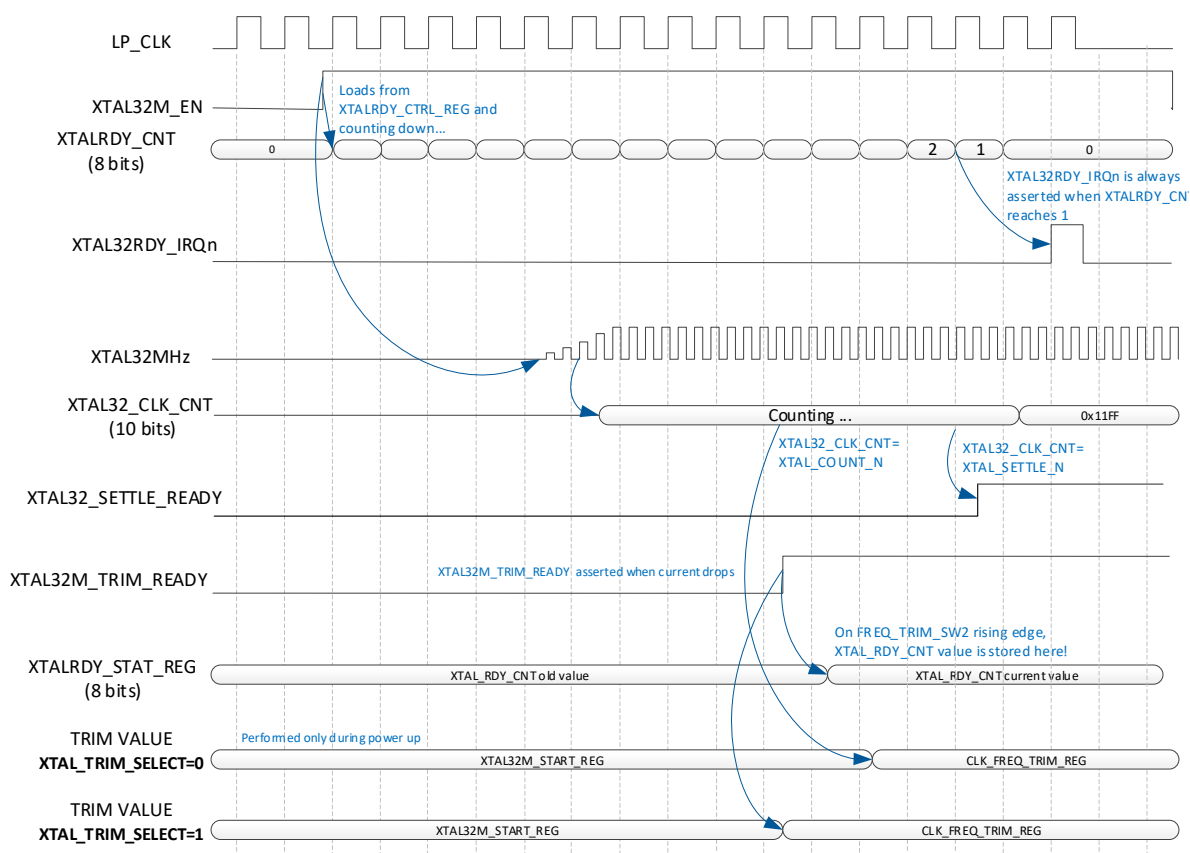 LP_CLK
XTAL32M_EN
Loads from
XTALRDY_CTRL_REG and
counting down...
XTALRDY_CNT
(8 bits)
0
2
1
0
XTAL32RDY_IRQn is always
asserted when XTALRDY_CNT
reaches 1
XTAL32RDY_IRQn
XTAL32MHz
XTAL32_CLK_CNT
(10 bits)
Counting ...
0x11FF
XTAL32_CLK_CNT=
XTAL_COUNT_N
XTAL32_CLK_CNT=
XTAL_SETTLE_N
XTAL32_SETTLE_READY
XTAL32M_TRIM_READY
XTAL32M_TRIM_READY asserted when current drops
On FREQ_TRIM_SW2 rising edge,
XTAL_RDY_CNT value is stored here!
XTALRDY_STAT_REG
(8 bits)
XTAL_RDY_CNT old value
XTAL_RDY_CNT current value
TRIM VALUE
XTAL_TRIM_SELECT=0
Performed only during power up
XTAL32M_START_REG
CLK_FREQ_TRIM_REG
TRIM VALUE
XTAL_TRIM_SELECT=1
XTAL32M_START_REG
CLK_FREQ_TRIM_REG